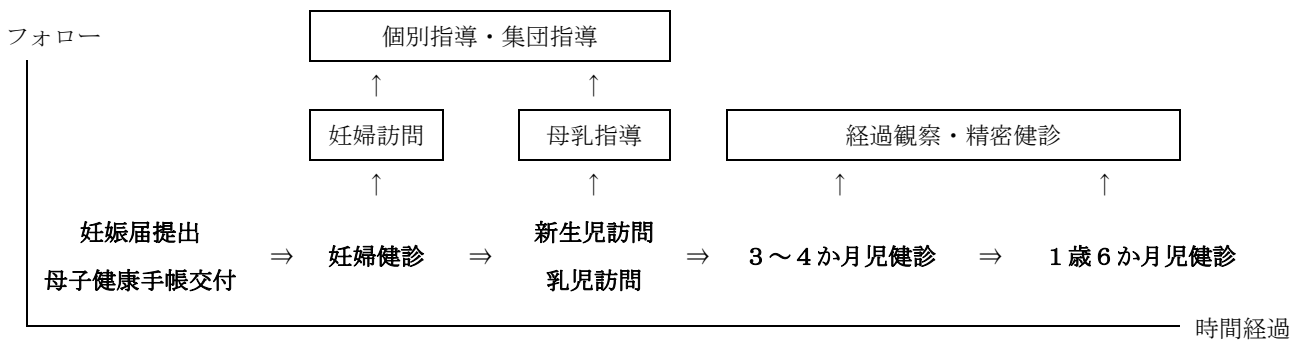 フォロー
個別指導・集団指導
↑ ↑
妊婦訪問 母乳指導 経過観察・精密健診
↑ ↑ ↑ ↑
妊娠届提出
母子健康手帳交付
⇒ 妊婦健診 ⇒
新生児訪問
乳児訪問
⇒ 3~4か月児健診 ⇒ 1歳6か月児健診
時間経過